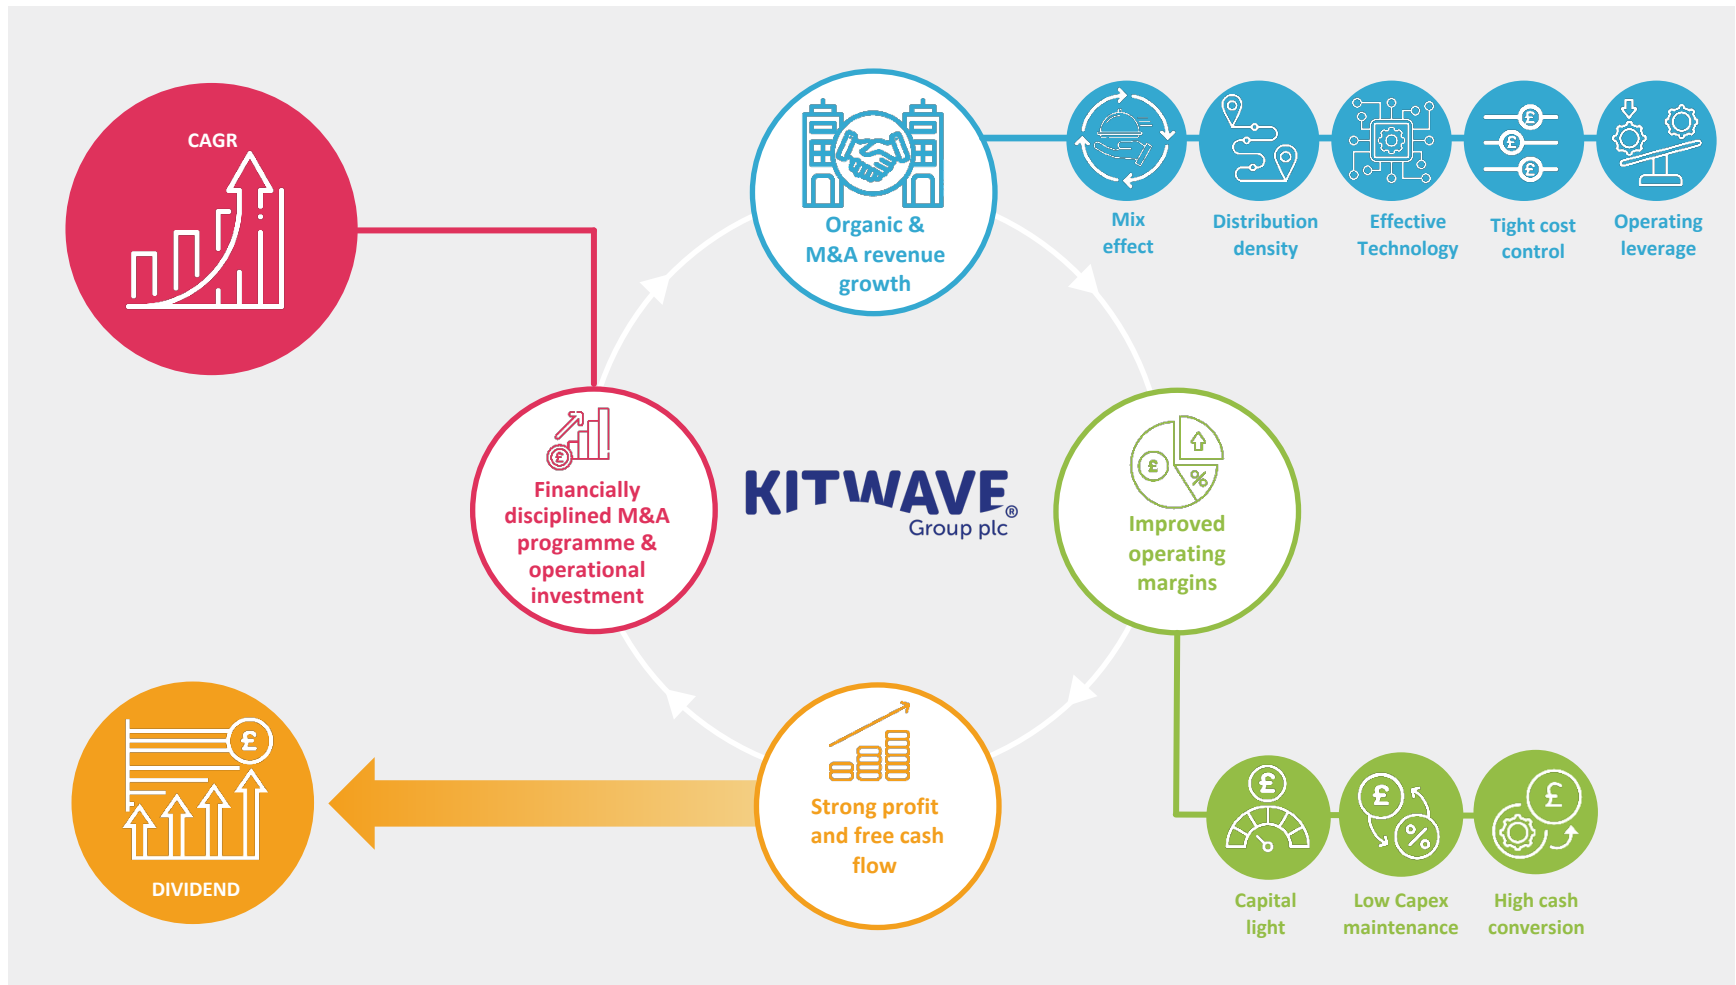 CAGR
Organic &
M&A revenue
growth
Mix
effect
Distribution
density
Effective
Technology
Tight cost
control
Operating
leverage
Financially
disciplined M&A
programme &
operational
investment
KITWAVE®
Group plc
Improved
operating
margins
Strong profit
and free cash
flow
DIVIDEND
Capital
light
Low Capex
maintenance
High cash
conversion